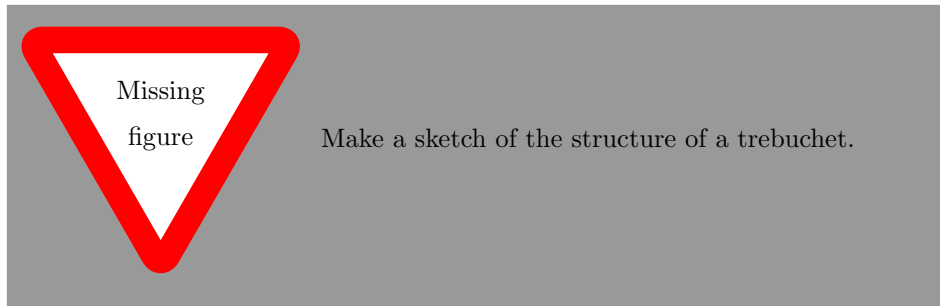 Missing
figure
Make a sketch of the structure of a trebuchet.